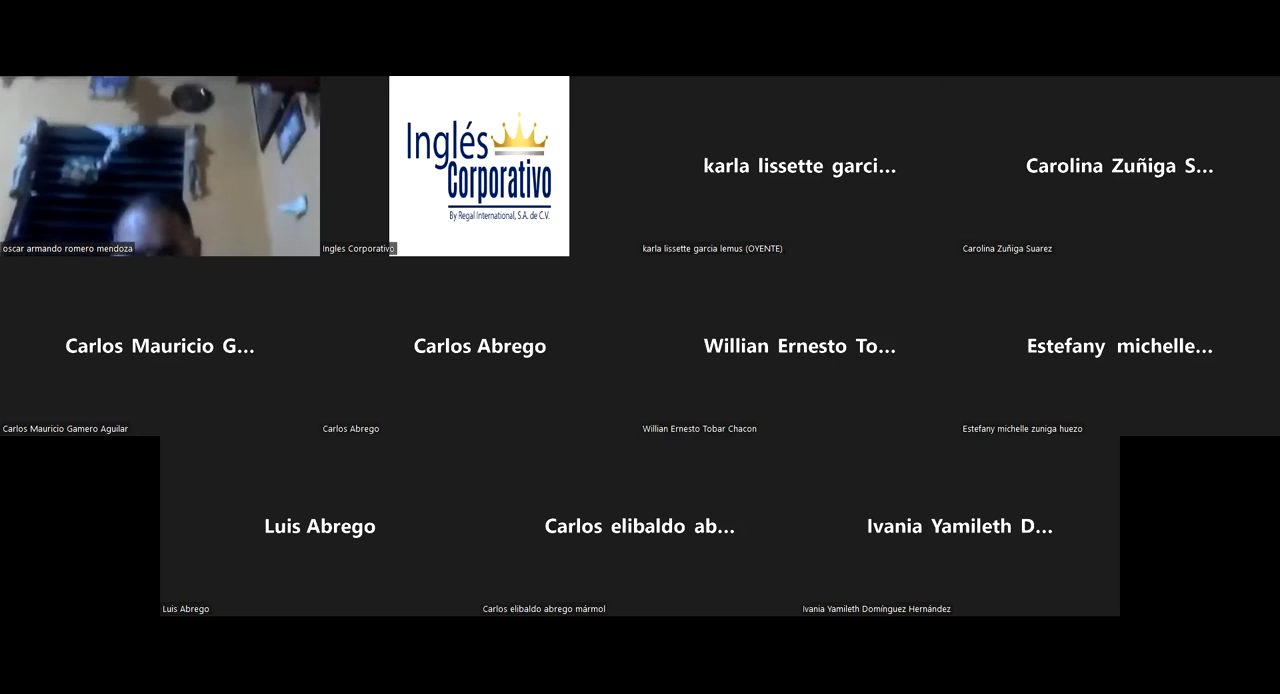 Inglés
Corporativo
By Regal International, S.A. de C.V.
karla lissette garci...
Carolina Zuñiga S...
oscar armando romero mendoza
Ingles Corporativo
karla lissette garcia lemus (OYENTE)
Carolina Zuñiga Suarez
Carlos Mauricio G...
Carlos Abrego
Willian Ernesto To...
Estefany michelle...
Carlos Mauricio Gamero Aguilar
Carlos Abrego
Willian Ernesto Tobar Chacon
Estefany michelle zuniga huezo
Luis Abrego
Carlos elibaldo ab...
Ivania Yamileth D...
Luis Abrego
Carlos elibaldo abrego mármol
Ivania Yamileth Domínguez Hernández